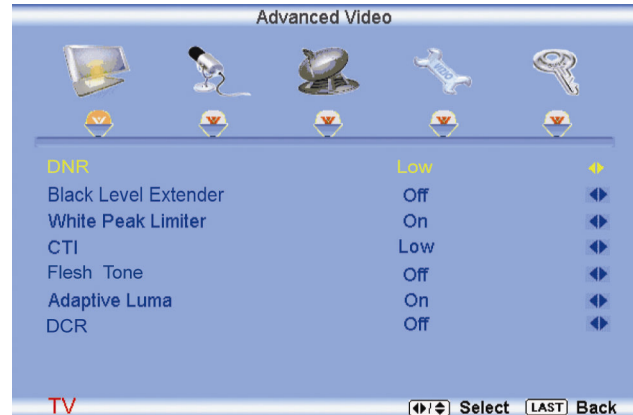 Advanced Video
DNR Low
Black Level Extender Off
White Peak Limiter On
CTI Low
Flesh Tone Off
Adaptive Luma On
DCR Off
TV Select LAST Back